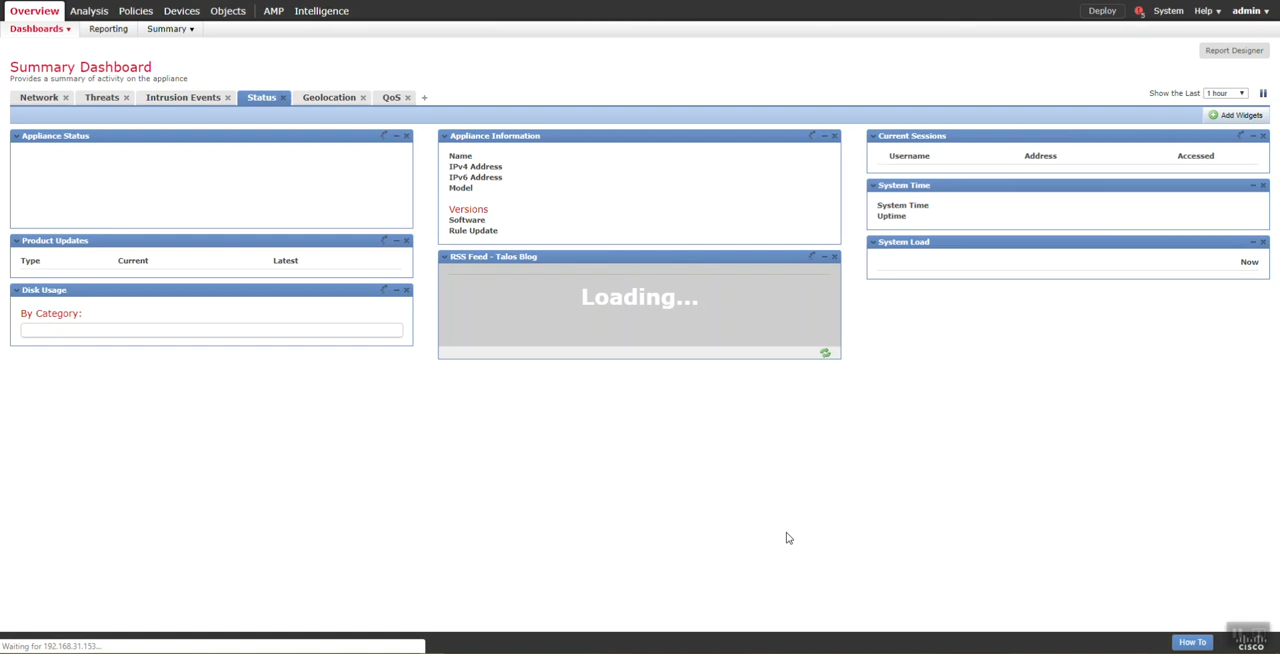 Overview Analysis Policies Devices Objects AMP Intelligence Deploy System Help admin
Dashboards Reporting Summary
Report Designer
Summary Dashboard
Provides a summary of activity on the appliance
Network Threats Intrusion Events Status Geolocation QoS + Show the Last 1 hour
Add Widgets
Appliance Status
Product Updates
Type Current Latest
Disk Usage
By Category:
Appliance Information
Name
IPv4 Address
IPv6 Address
Model
Versions
Software
Rule Update
RSS Feed - Talos Blog
Loading...
Current Sessions
Username Address Accessed
System Time
System Time
Uptime
System Load
Now
Waiting for 192.168.31.153...
How To
CISCO